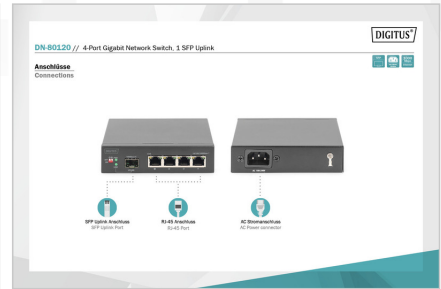 DIGITUS®
DN-80120 // 4-Port Gigabit Network Switch, 1 SFP Uplink
Anschlüsse
Connections
SFP Uplink Anschluss
SFP Uplink Port
RJ-45 Anschluss
RJ-45 Port
AC Stromanschluss
AC Power connector